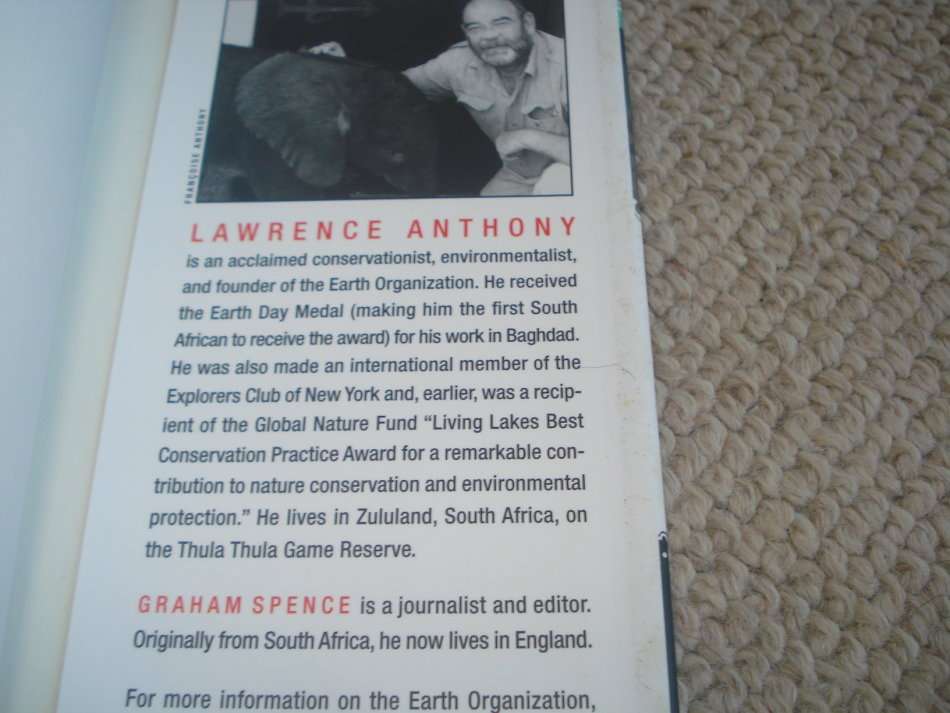 FRANÇOISE ANTHONY
LAWRENCE ANTHONY
is an acclaimed conservationist, environmentalist,
and founder of the Earth Organization. He received
the Earth Day Medal (making him the first South
African to receive the award) for his work in Baghdad.
He was also made an international member of the
Explorers Club of New York and, earlier, was a recip-
ient of the Global Nature Fund “Living Lakes Best
Conservation Practice Award for a remarkable con-
tribution to nature conservation and environmental
protection.” He lives in Zululand, South Africa, on
the Thula Thula Game Reserve.
GRAHAM SPENCE is a journalist and editor.
Originally from South Africa, he now lives in England.
For more information on the Earth Organization,